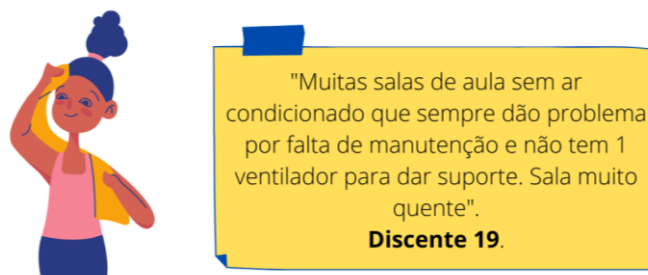 "Muitas salas de aula sem ar
condicionado que sempre dão problema
por falta de manutenção e não tem 1
ventilador para dar suporte. Sala muito
quente".
Discente 19.